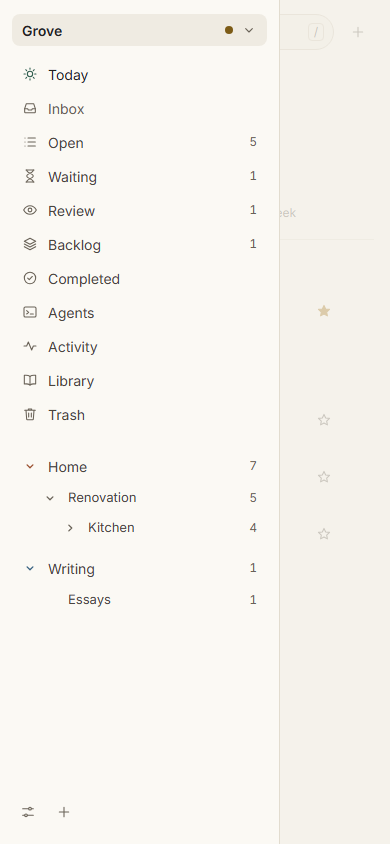 Grove
/
Today
Inbox
Open 5
Waiting 1
eek
Review 1
Backlog 1
Completed
Agents
Activity
Library
Trash
Home 7
Renovation 5
Kitchen 4
Writing 1
Essays 1